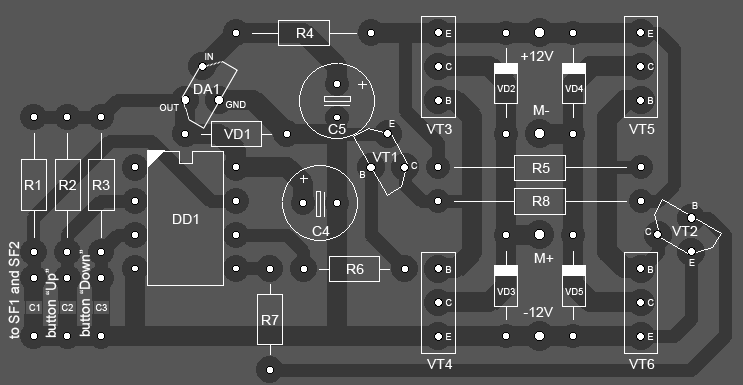 R4
E
E
IN
+12V
C
C
DA1
+
VD2
VD4
OUT
GND
B
B
M-
C5
E
VT3
VT5
VD1
VT1
B
C
R5
R1
R2
R3
+
DD1
R8
B
C4
C
VT2
E
M+
to SF1 and SF2
button "Up"
button "Down"
R6
B
B
C1
C2
C3
R7
VD3
VD5
C
C
-12V
E
E
VT4
VT6